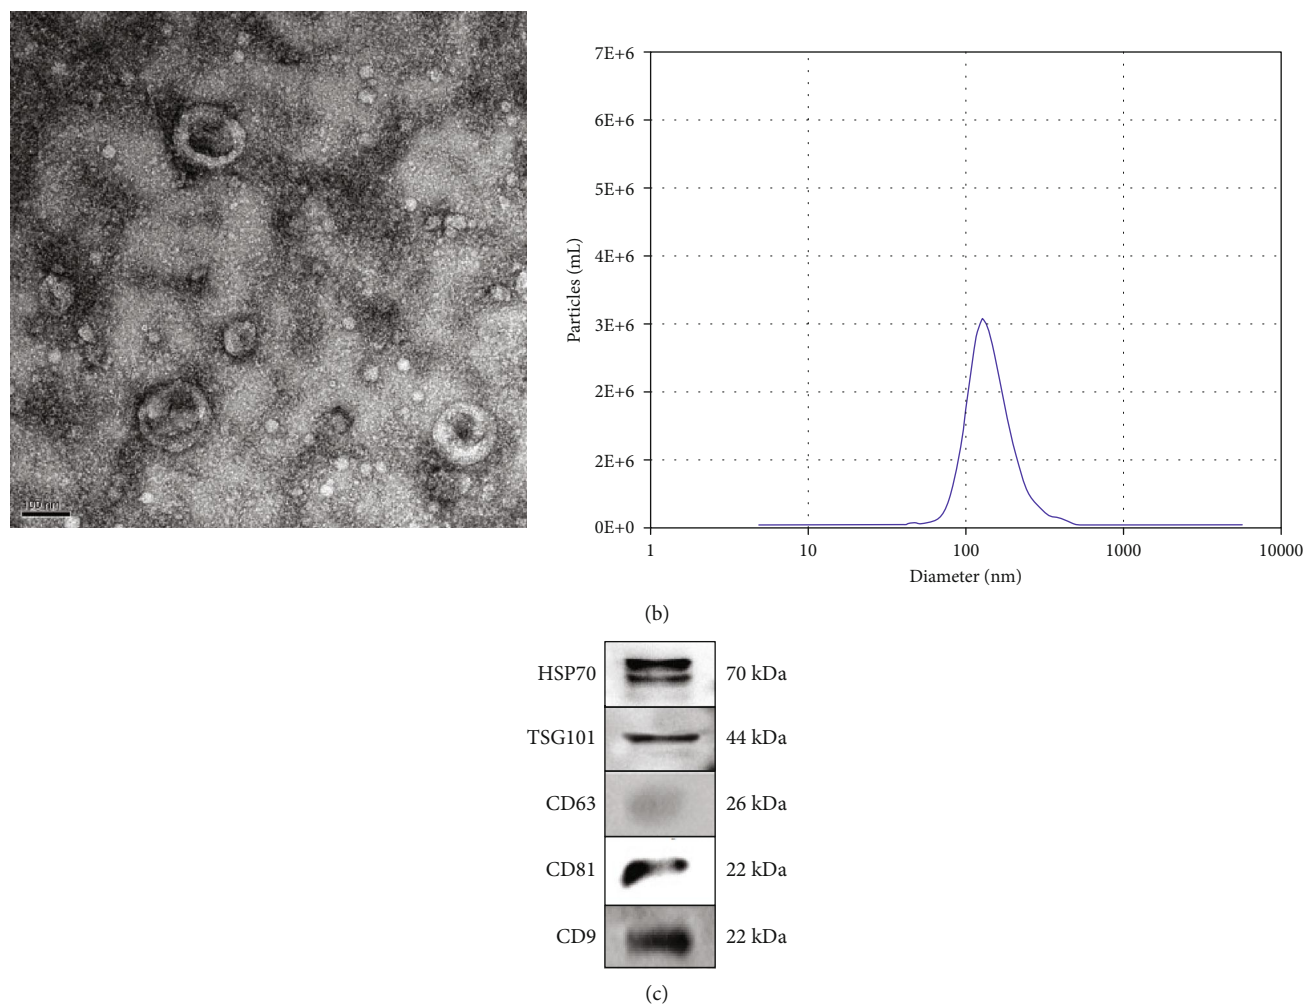 100 nm
7E+6
6E+6
5E+6
4E+6
3E+6
2E+6
2E+6
0E+0
Particles (mL)
1 10 100 1000 10000
Diameter (nm)
(b)
HSP70 70 kDa
TSG101 44 kDa
CD63 26 kDa
CD81 22 kDa
CD9 22 kDa
(c)